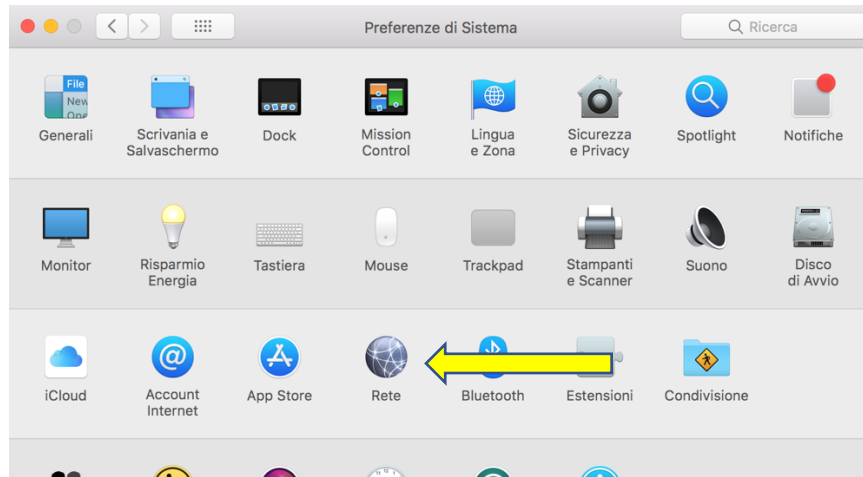 Preferenze di Sistema
Ricerca
File
New
Ope
Generali
Scrivania e
Salvaschermo
Dock
Mission
Control
Lingua
e Zona
Sicurezza
e Privacy
Spotlight
Notifiche
Monitor
Risparmio
Energia
Tastiera
Mouse
Trackpad
Stampanti
e Scanner
Suono
Disco
di Avvio
iCloud
@
Account
Internet
App Store
Rete
Bluetooth
Estensioni
Condivisione